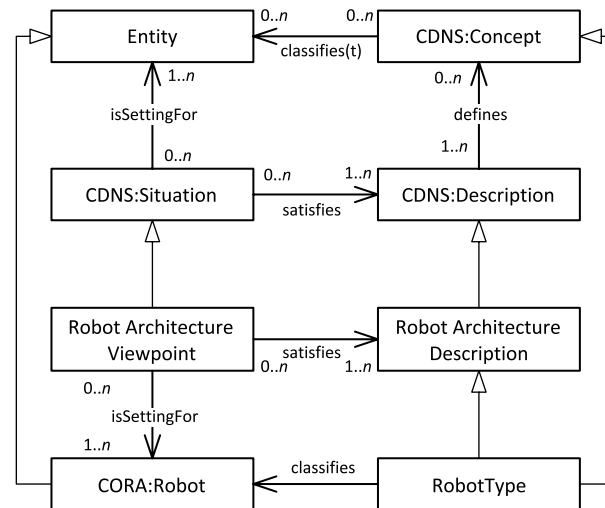 0..n
0..n
Entity
CDNS:Concept
classifies(t)
1..n
0..n
isSettingFor
defines
0..n
1..n
0..n
1..n
CDNS:Situation
CDNS:Description
satisfies
Robot Architecture
Viewpoint
Robot Architecture
Description
satisfies
0..n
1..n
0..n
isSettingFor
1..n
classifies
CORA:Robot
RobotType